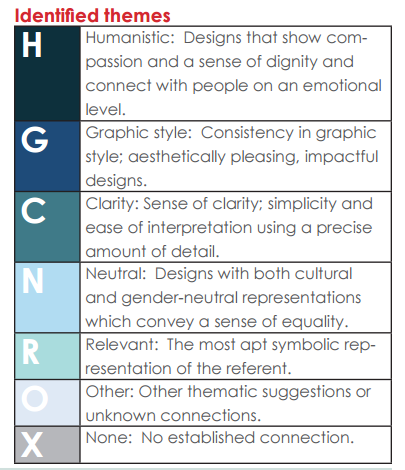 Identified themes
H
Humanistic: Designs that show com-
passion and a sense of dignity and
connect with people on an emotional
level.
G
Graphic style: Consistency in graphic
style; aesthetically pleasing, impactful
designs.
C
Clarity: Sense of clarity; simplicity and
ease of interpretation using a precise
amount of detail.
N
Neutral: Designs with both cultural
and gender-neutral representations
which convey a sense of equality.
R
Relevant: The most apt symbolic rep-
resentation of the referent.
O
Other: Other thematic suggestions or
unknown connections.
X
None: No established connection.